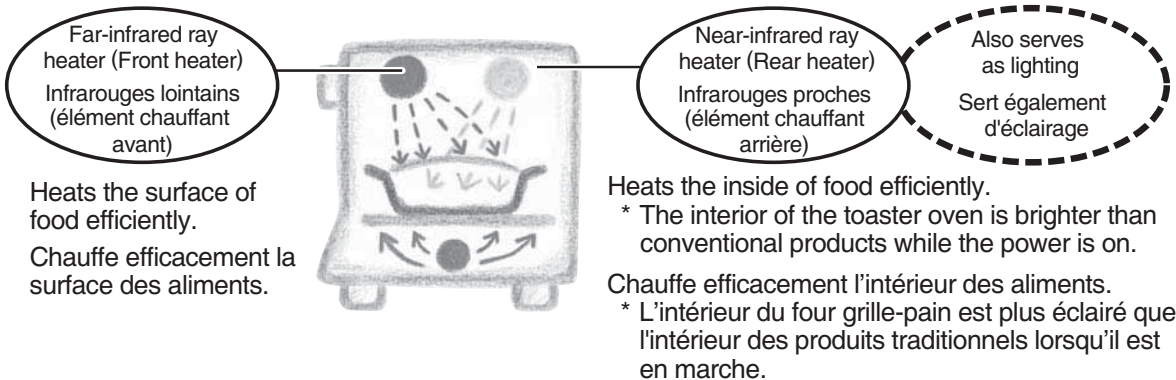 Far-infrared ray
heater (Front heater)
Infrarouges lointains
(élément chauffant
avant)
Heats the surface of
food efficiently.
Chauffe efficacement la
surface des aliments.
Near-infrared ray
heater (Rear heater)
Infrarouges proches
(élément chauffant
arrière)
Also serves
as lighting
Sert également
d'éclairage
Heats the inside of food efficiently.
* The interior of the toaster oven is brighter than
conventional products while the power is on.
Chauffe efficacement l’intérieur des aliments.
* L’intérieur du four grille-pain est plus éclairé que
l'intérieur des produits traditionnels lorsqu’il est
en marche.